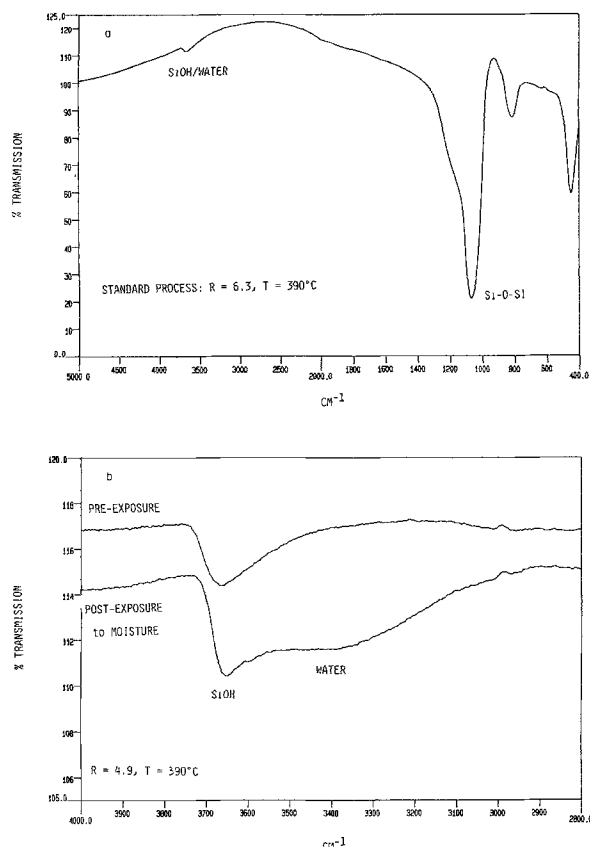 a
125.0
120
110
100
90
80
70
60
50
40
30
20
10
0.0
% TRANSMISSION
SiOH/WATER
STANDARD PROCESS: R = 6.3, T = 390°C
Si-O-Si
5000.0 4500 4000 3500 3000 2000.0 1800 1600 1400 1200 1000 800 600 400.0
CM-1
b
120.0
118
116
114
112
110
108
106
105.0
% TRANSMISSION
PRE-EXPOSURE
POST-EXPOSURE
to MOISTURE
WATER
SiOH
R = 4.9, T = 390°C
4000.0 3900 3800 3700 3600 3500 3400 3300 3200 3100 3000 2900 2800.0
CM-1